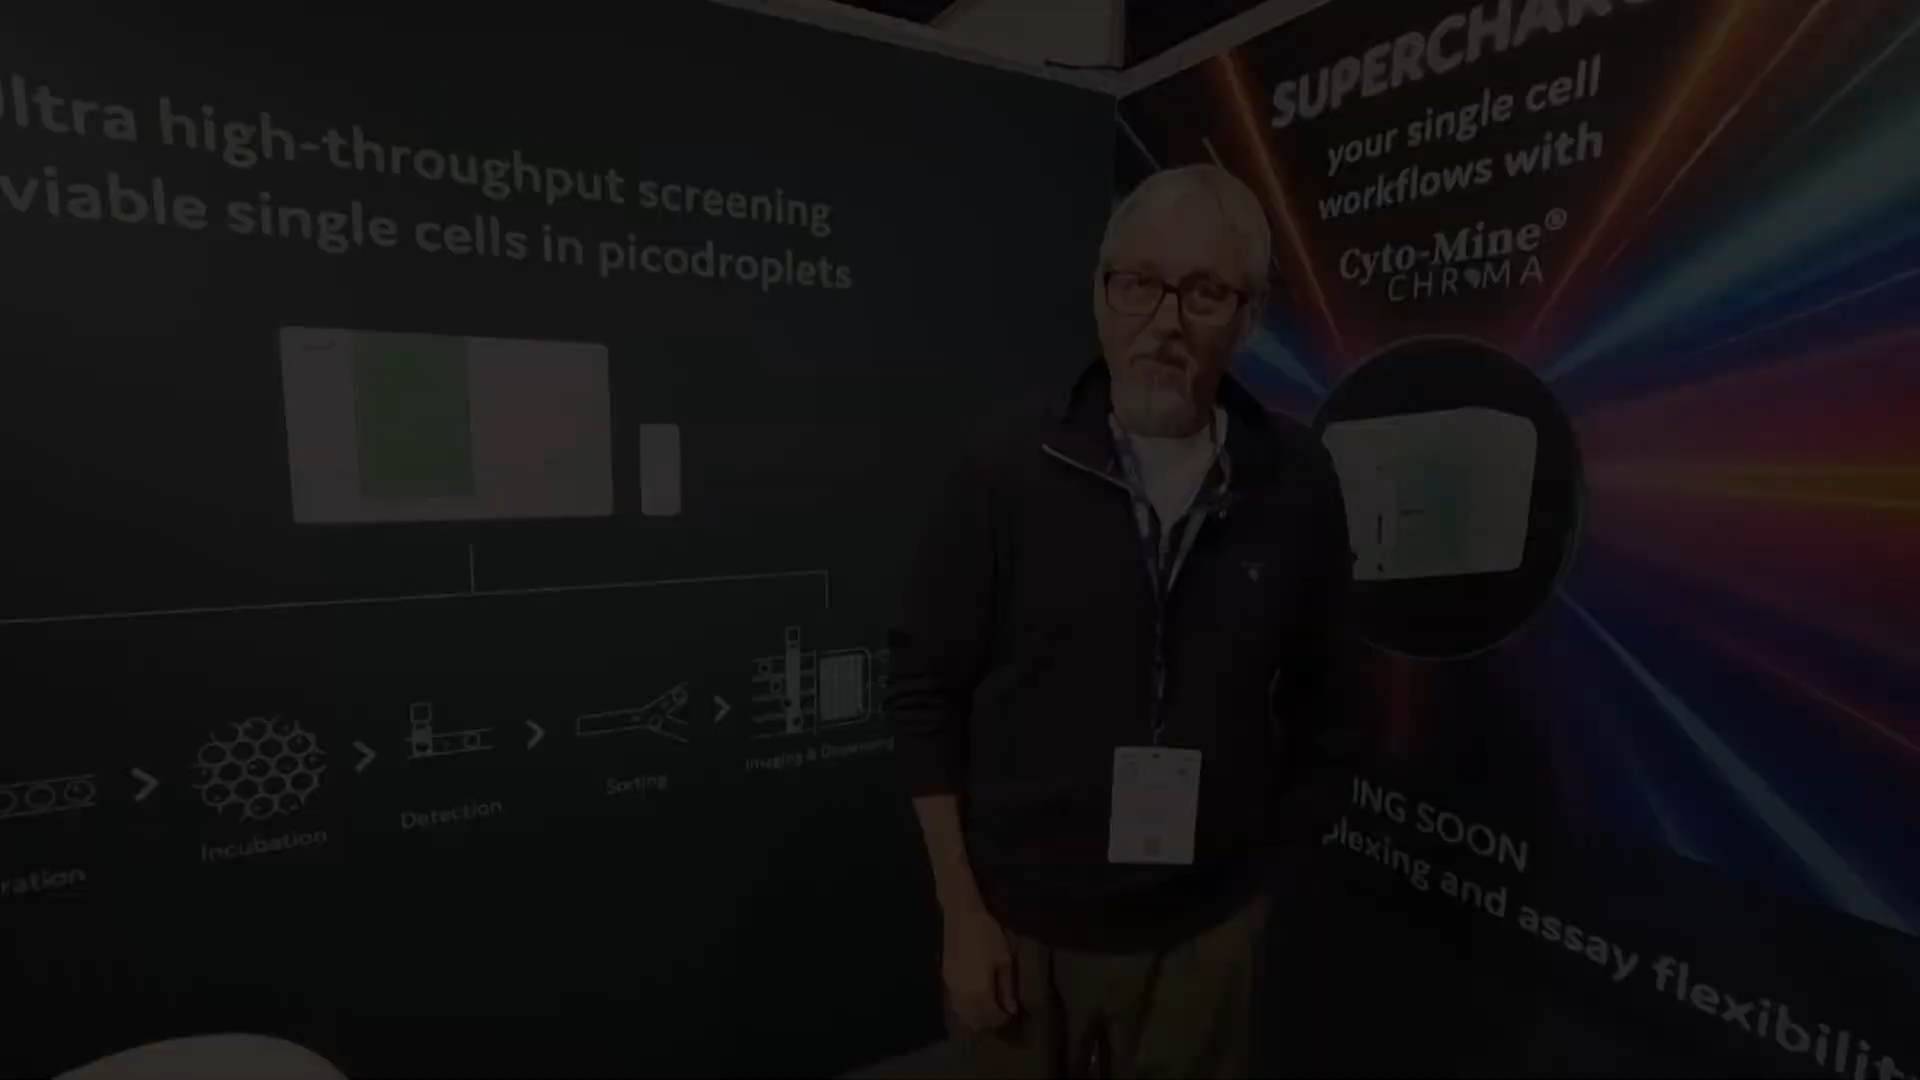 ltra high-throughput screening
viable single cells in picodroplets
ration
Incubation
Detection
Sorting
Imaging & Dispensing
SUPERCHARG
your single cell
workflows with
Cyto-Mine®
CHROMA
ING SOON
plexing and assay flexibilit